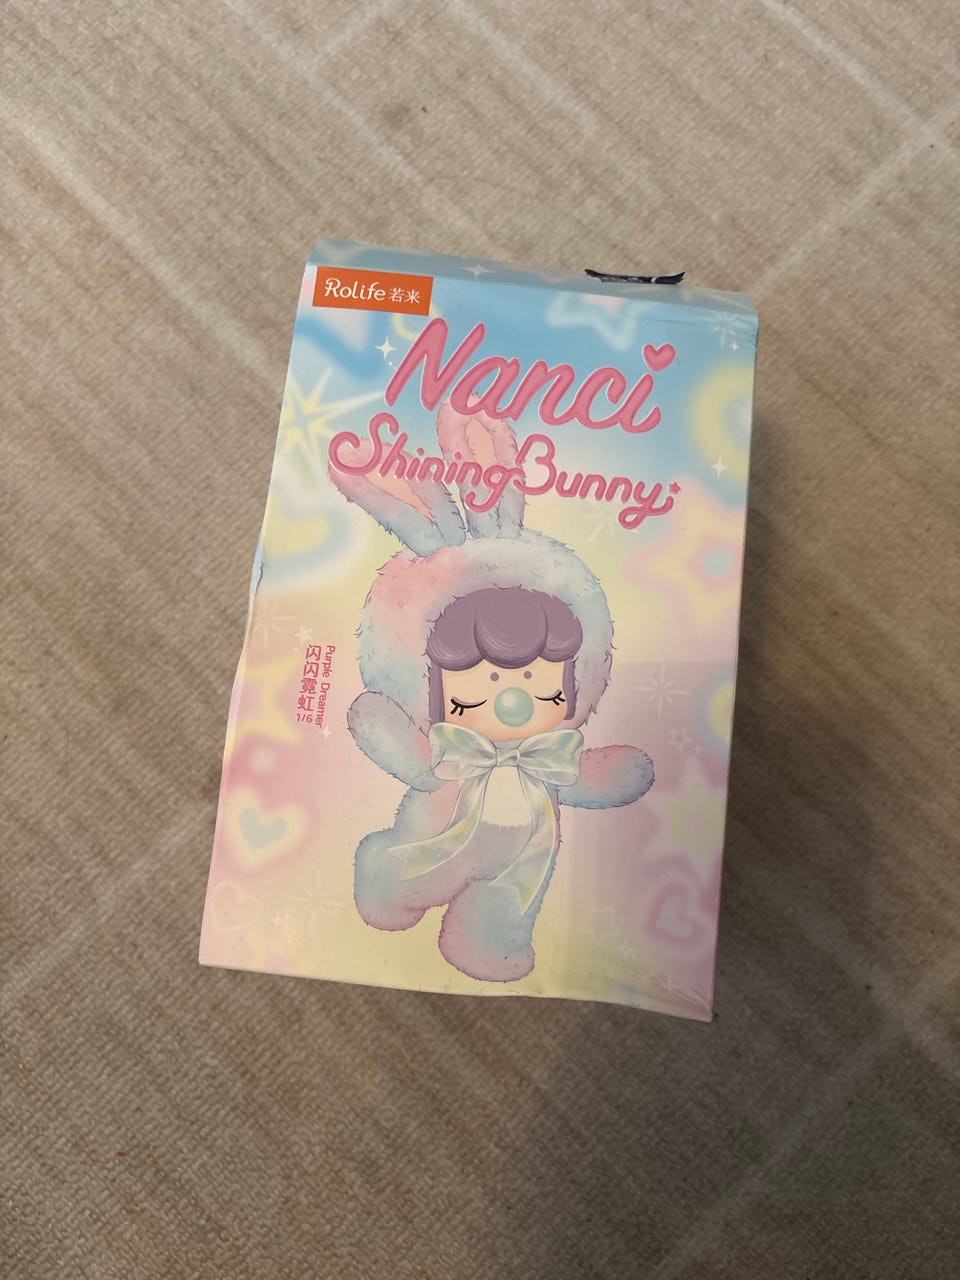 Rolife 若来
Nanci
Shining Bunny
Purple Dreamer
闪闪霓虹
1/6